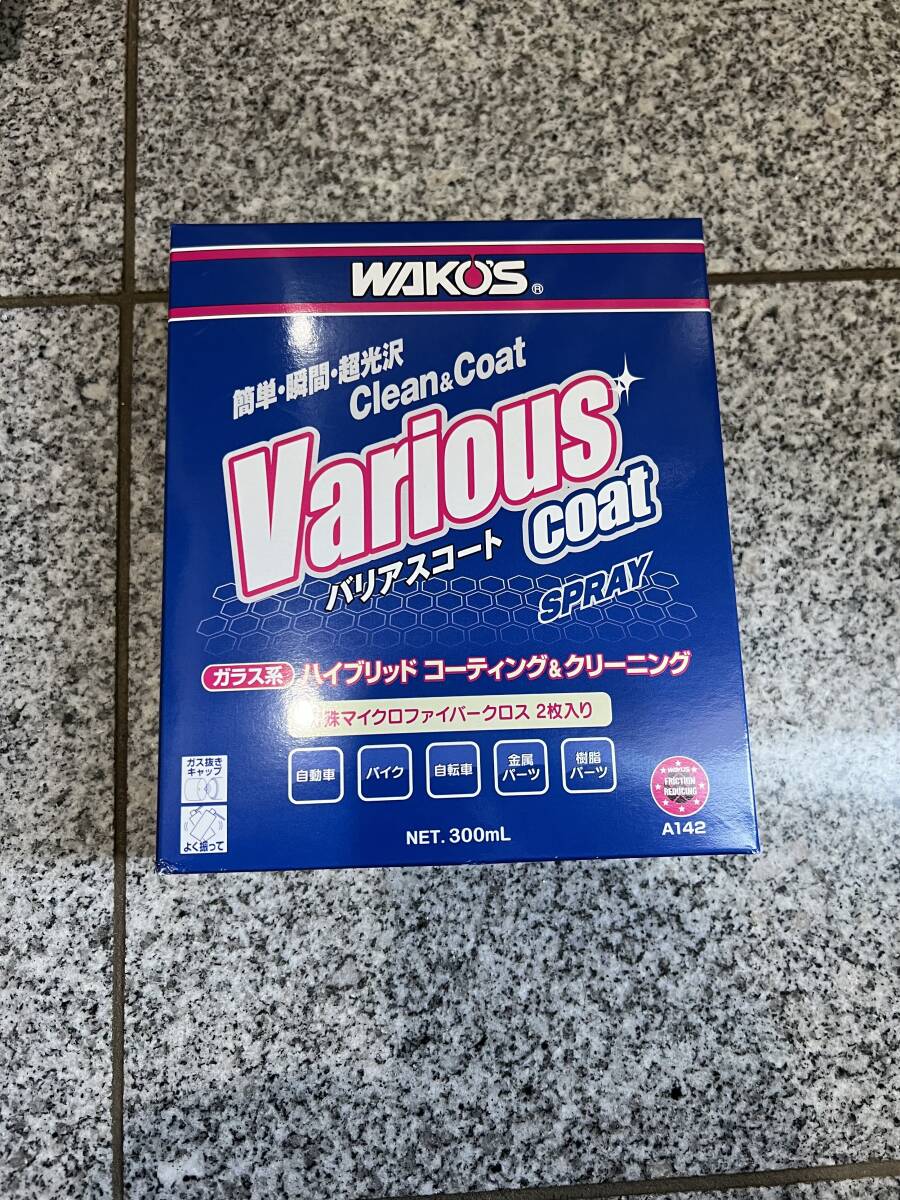 WAKO'S®
簡単・瞬間・超光沢
Clean&Coat
Various
coat
バリアスコート
SPRAY
ガラス系 ハイブリッド コーティング&クリーニング
殊マイクロファイバークロス 2枚入り
ガス抜き
キャップ
よく振って
自動車
バイク
自転車
金属
パーツ
樹脂
パーツ
WAKO'S
FRICTION
REDUCING
A142
NET. 300mL